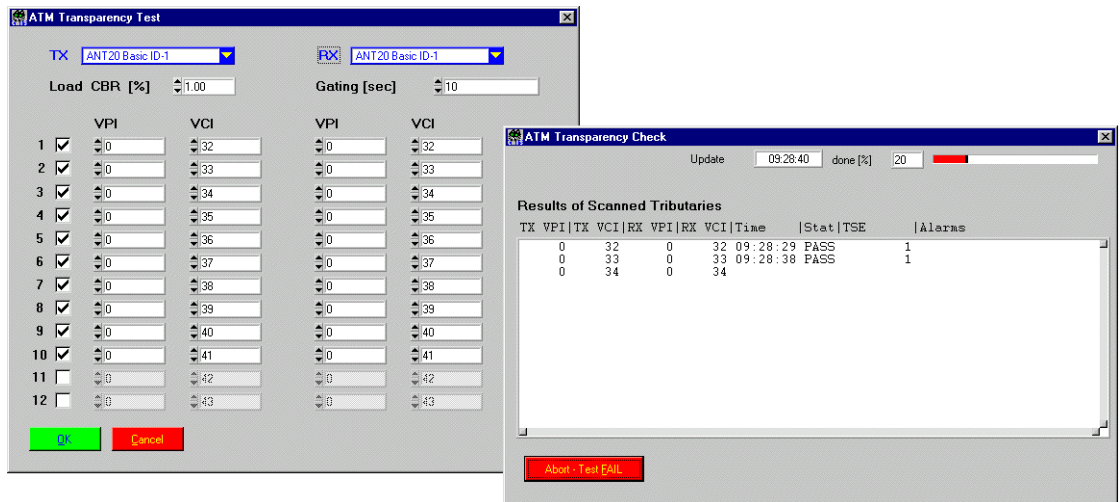 ATM Transparency Test
TX ANT20 Basic ID-1 RX ANT20 Basic ID-1
Load CBR [%] 1.00 Gating [sec] 10
VPI VCI VPI VCI
1 0 32 0 32
2 0 33 0 33
3 0 34 0 34
4 0 35 0 35
5 0 36 0 36
6 0 37 0 37
7 0 38 0 38
8 0 39 0 39
9 0 40 0 40
10 0 41 0 41
11 0 42 0 42
12 0 43 0 43
OK Cancel
ATM Transparency Check
Update 09:28:40 done [%] 20
Results of Scanned Tributaries
TX VPI|TX VCI|RX VPI|RX VCI|Time |Stat|TSE |Alarms
0 32 0 32 09:28:29 PASS 1
0 33 0 33 09:28:38 PASS 1
0 34 0 34
Abort - Test FAIL